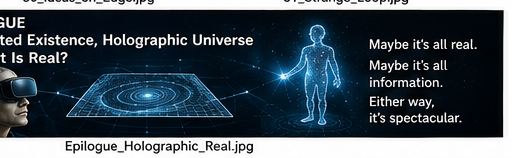 GUE
ted Existence, Holographic Universe
t Is Real?
Maybe it's all real.
Maybe it's all
information.
Either way,
it's spectacular.
Epilogue_Holographic_Real.jpg